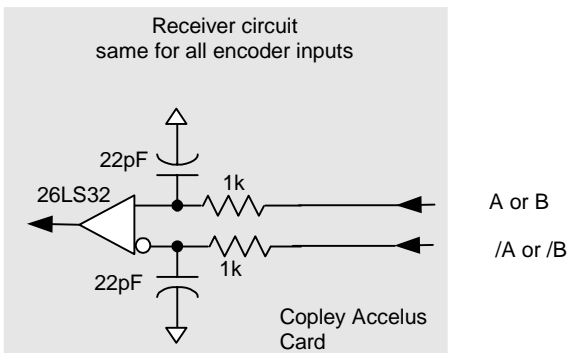 Receiver circuit
same for all encoder inputs
22pF
26LS32
1k
A or B
/A or /B
1k
22pF
Copley Accelus
Card